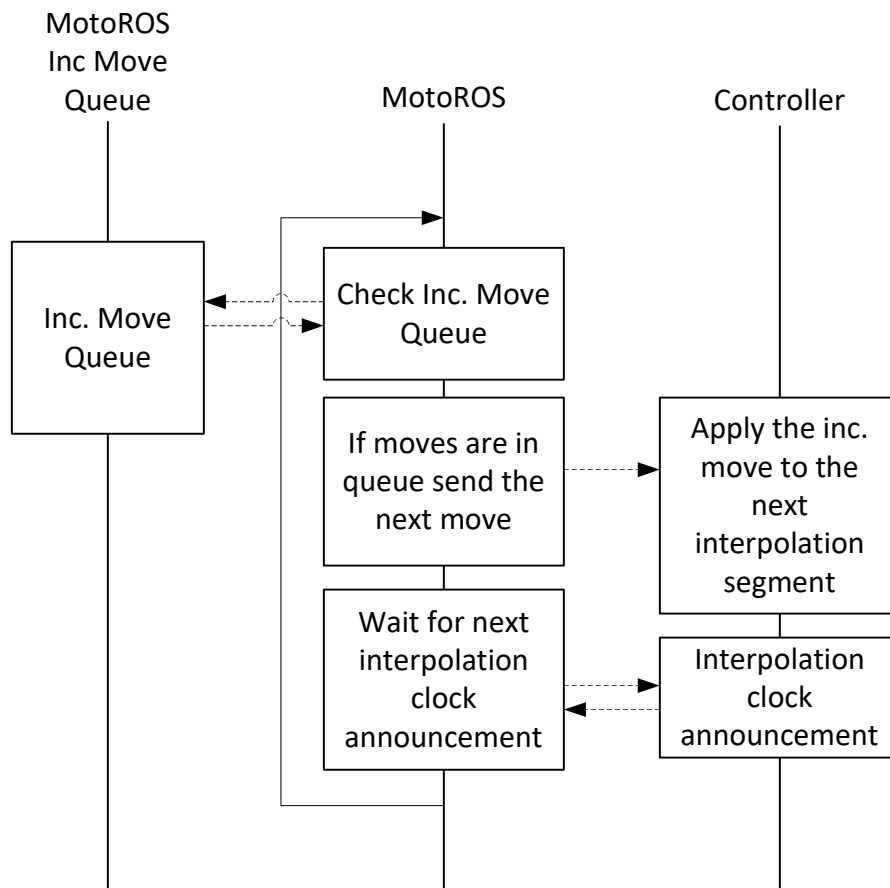 MotoROS
Inc Move
Queue
MotoROS
Controller
Inc. Move
Queue
Check Inc. Move
Queue
If moves are in
queue send the
next move
Apply the inc.
move to the
next
interpolation
segment
Wait for next
interpolation
clock
announcement
Interpolation
clock
announcement